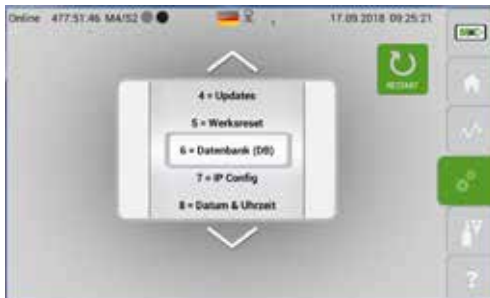 Online 477:51:46 M4/S2 17.09.2018 09:25:21
RESTART
4 = Updates
5 = Werksreset
6 = Datenbank (DB)
7 = IP Config
8 = Datum & Uhrzeit
?